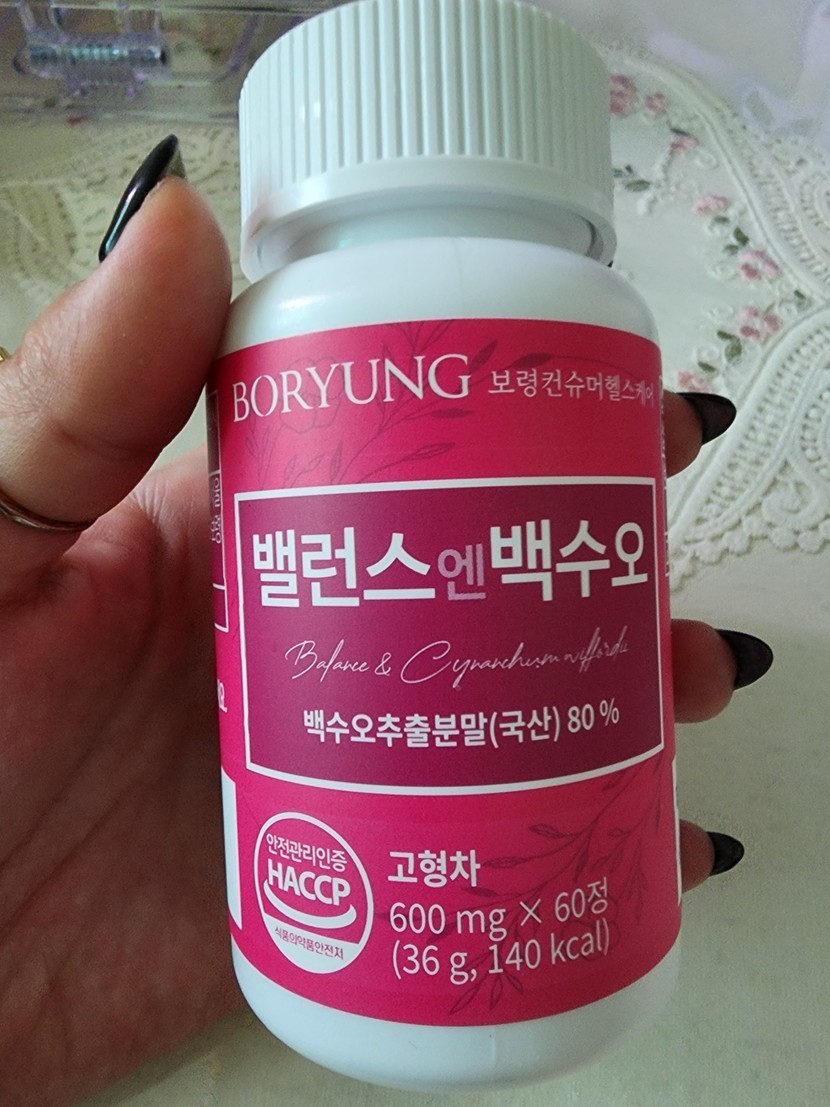 BORYUNG 보령컨슈머헬스케어
밸런스엔백수오
Balance & Cynanchum wilfordii
백수오추출분말(국산) 80 %
안전관리인증
HACCP
식품의약품안전처
고형차
600 mg × 60정
(36 g, 140 kcal)